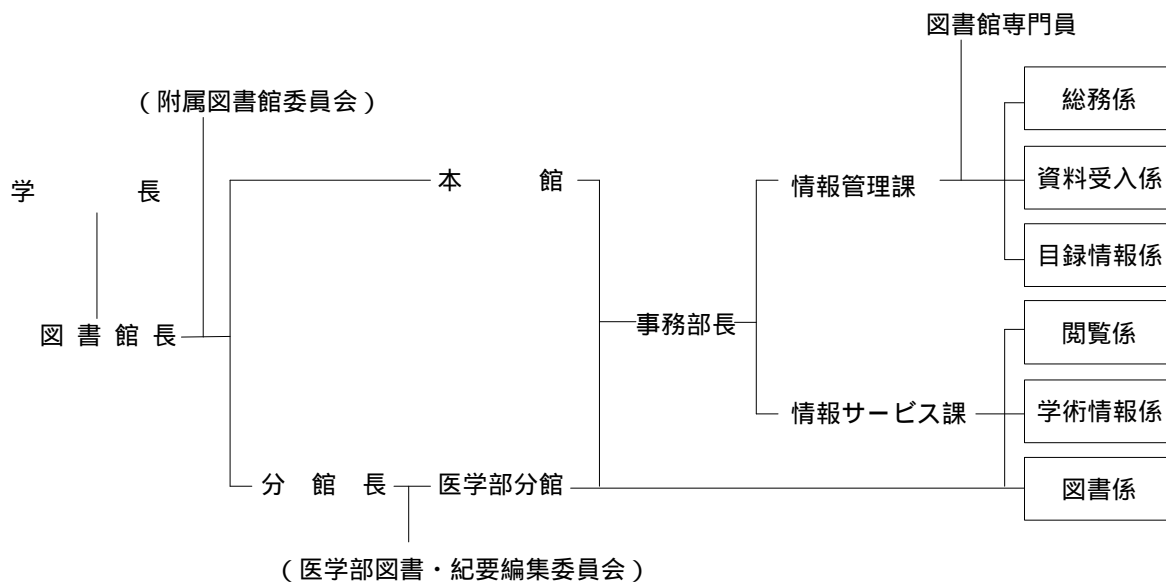 図書館専門員
総務係
（附属図書館委員会）
学　　　長
本　　館
情報管理課
資料受入係
目録情報係
図 書 館 長
事務部長
閲覧係
情報サービス課
学術情報係
分　館　長
医学部分館
図書係
（医学部図書・紀要編集委員会）